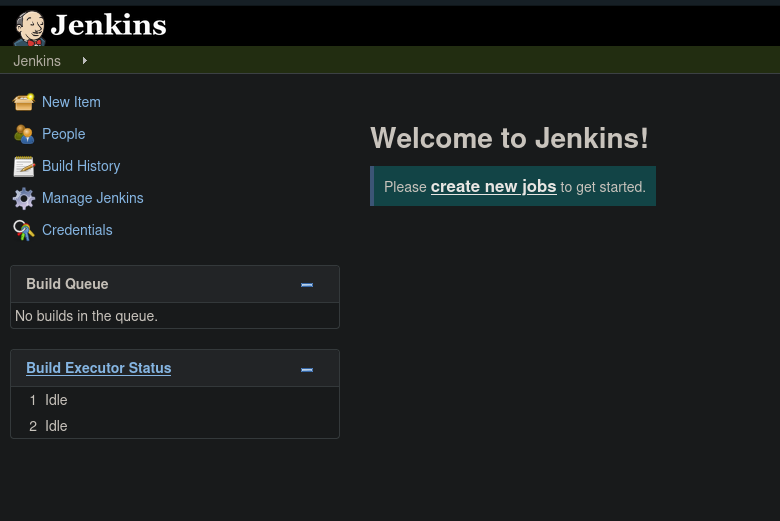 Jenkins
Jenkins
New Item
People
Build History
Manage Jenkins
Credentials
Build Queue
No builds in the queue.
Build Executor Status
1 Idle
2 Idle
Welcome to Jenkins!
Please create new jobs to get started.